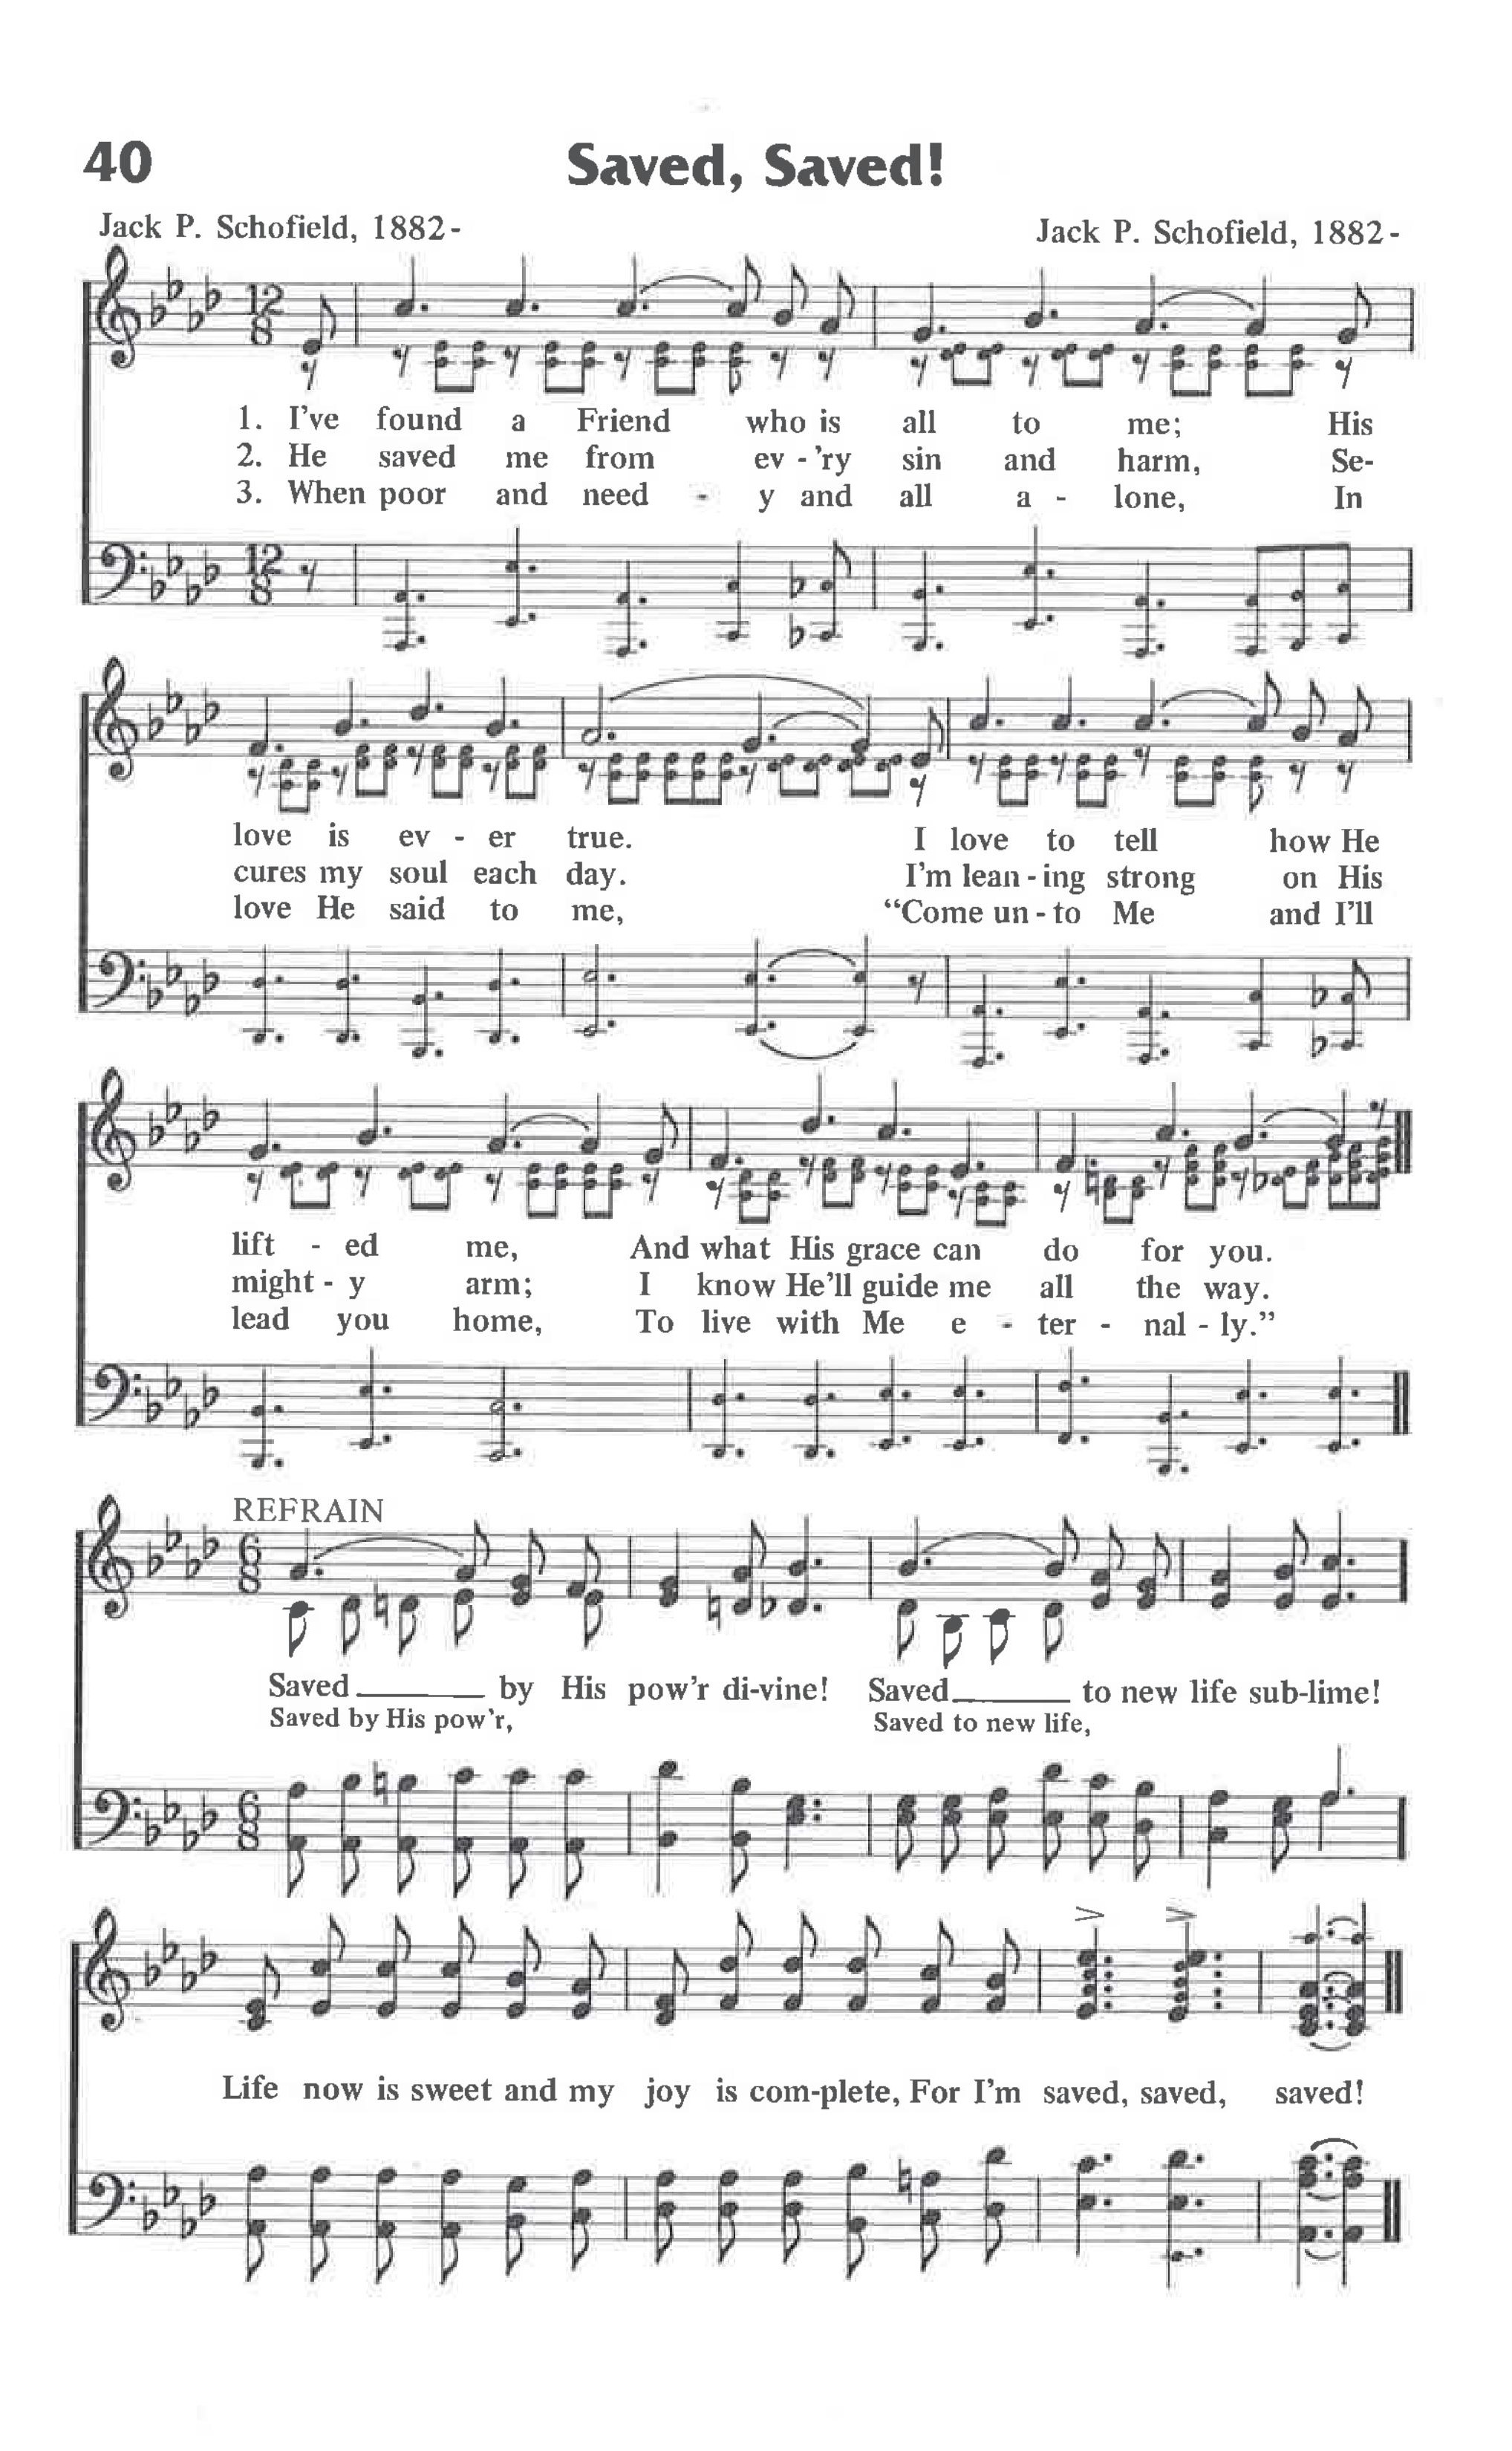 40
Saved, Saved!
Jack P. Schofield, 1882-
Jack P. Schofield, 1882-
12
8
1. I've found a Friend who is all to me; His
2. He saved me from ev - 'ry sin and harm, Se-
3. When poor and need - y and all a - lone, In
12
8
love is ev - er true. I love to tell how He
cures my soul each day. I'm lean - ing strong on His
love He said to me, “Come un - to Me and I'll
lift - ed me, And what His grace can do for you.
might - y arm; I know He'll guide me all the way.
lead you home, To live with Me e - ter - nal - ly.”
REFRAIN
6
8
Saved______ by His pow'r di-vine! Saved______ to new life sub-lime!
Saved by His pow'r, Saved to new life,
6
8
Life now is sweet and my joy is com-plete, For I'm saved, saved, saved!